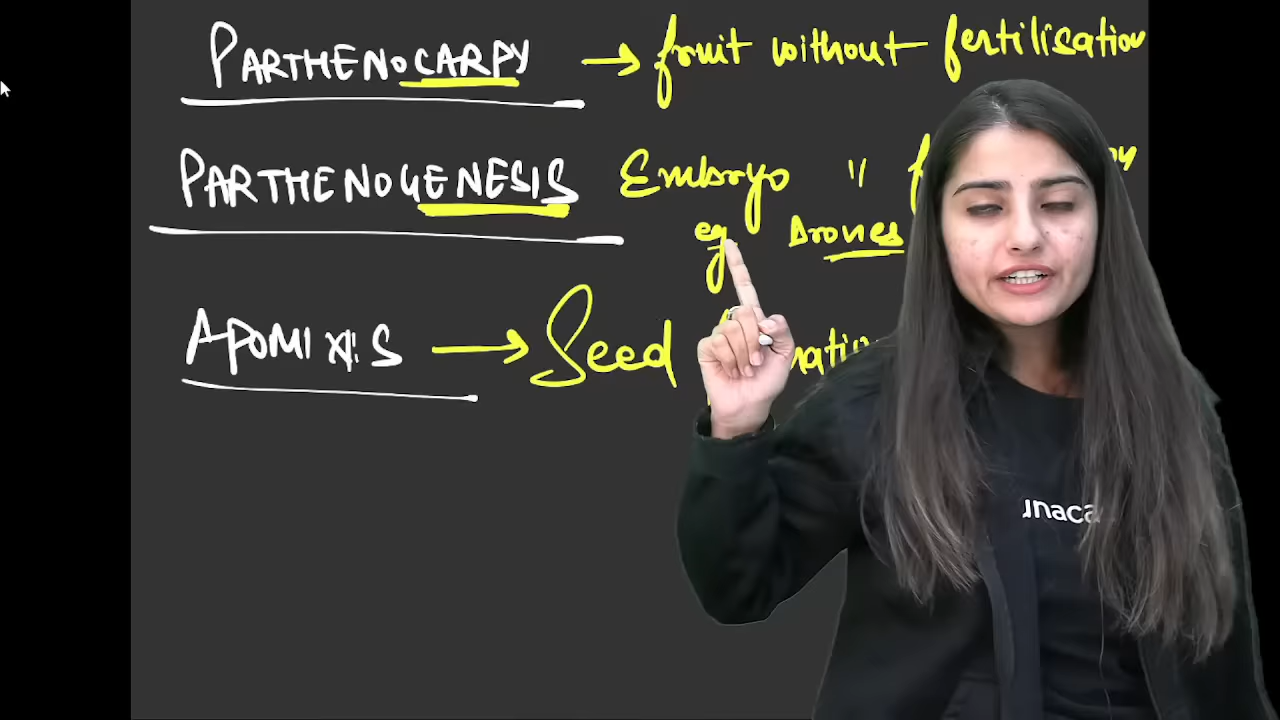 PARTHENOCARPY → fruit without fertilisation
PARTHENOGENESIS Embryo "
eg Drones
APOMIXIS → Seed
unaca